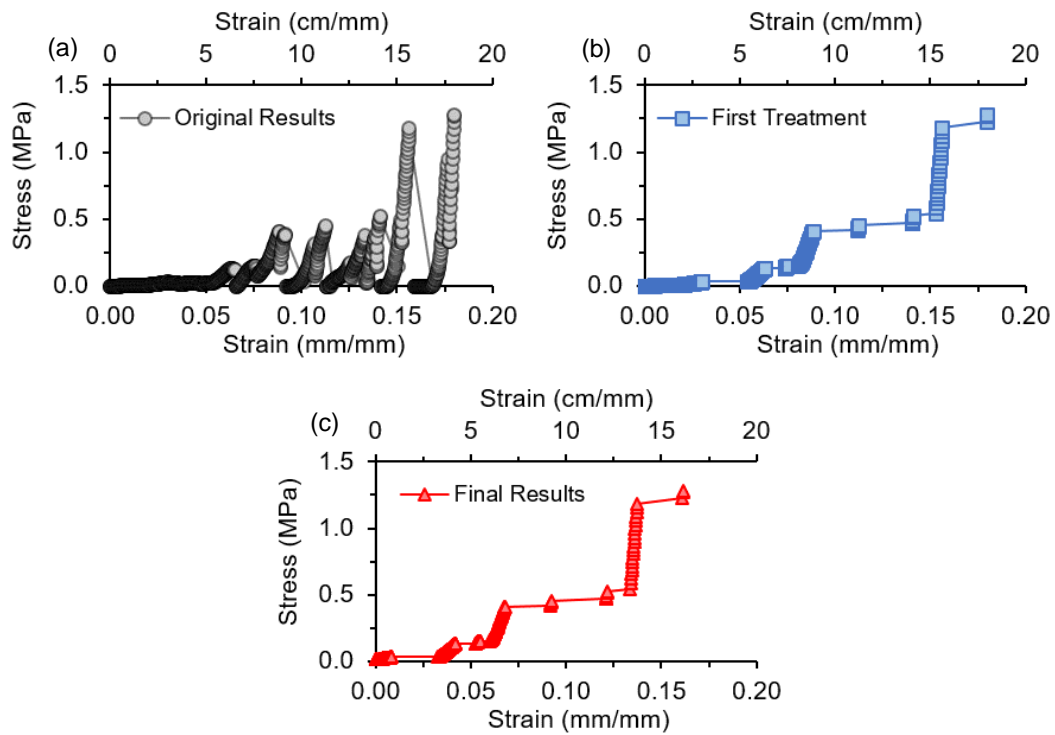 Strain (cm/mm)
(a)
0 5 10 15 20
1.5
1.0
0.5
0.0
Stress (MPa)
Original Results
0.00 0.05 0.10 0.15 0.20
Strain (mm/mm)
Strain (cm/mm)
(b)
0 5 10 15 20
1.5
1.0
0.5
0.0
Stress (MPa)
First Treatment
0.00 0.05 0.10 0.15 0.20
Strain (mm/mm)
Strain (cm/mm)
(c)
0 5 10 15 20
1.5
1.0
0.5
0.0
Stress (MPa)
Final Results
0.00 0.05 0.10 0.15 0.20
Strain (mm/mm)